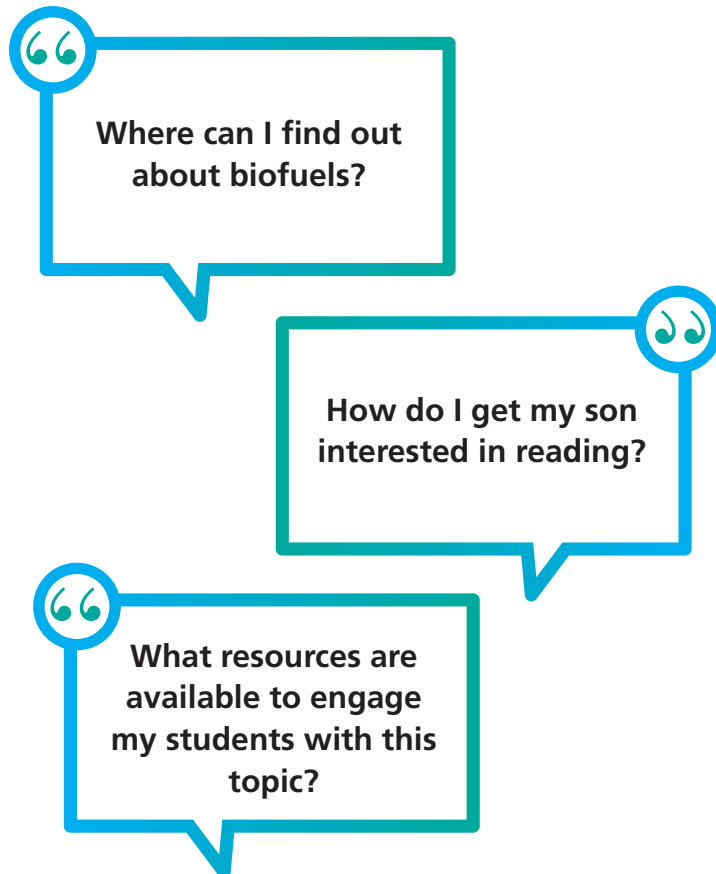 Where can I find out
about biofuels?
How do I get my son
interested in reading?
What resources are
available to engage
my students with this
topic?